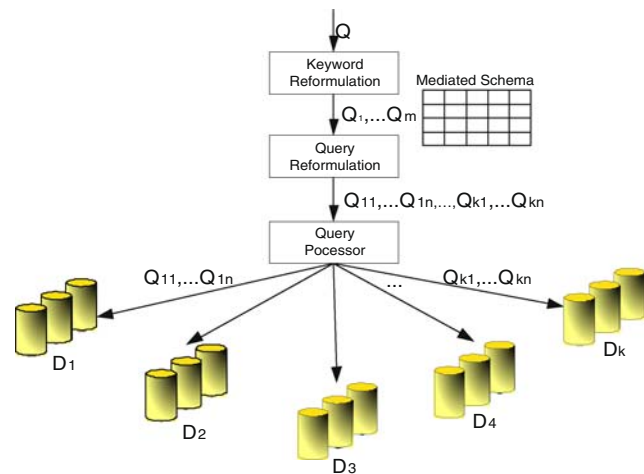 Q
Keyword
Reformulation
Mediated Schema
Q1,...Qm
Query
Reformulation
Q11,...Q1n,...,Qk1,...Qkn
Query
Pocessor
Q11,...Q1n
...
Qk1,...Qkn
D1
D2
D3
D4
Dk